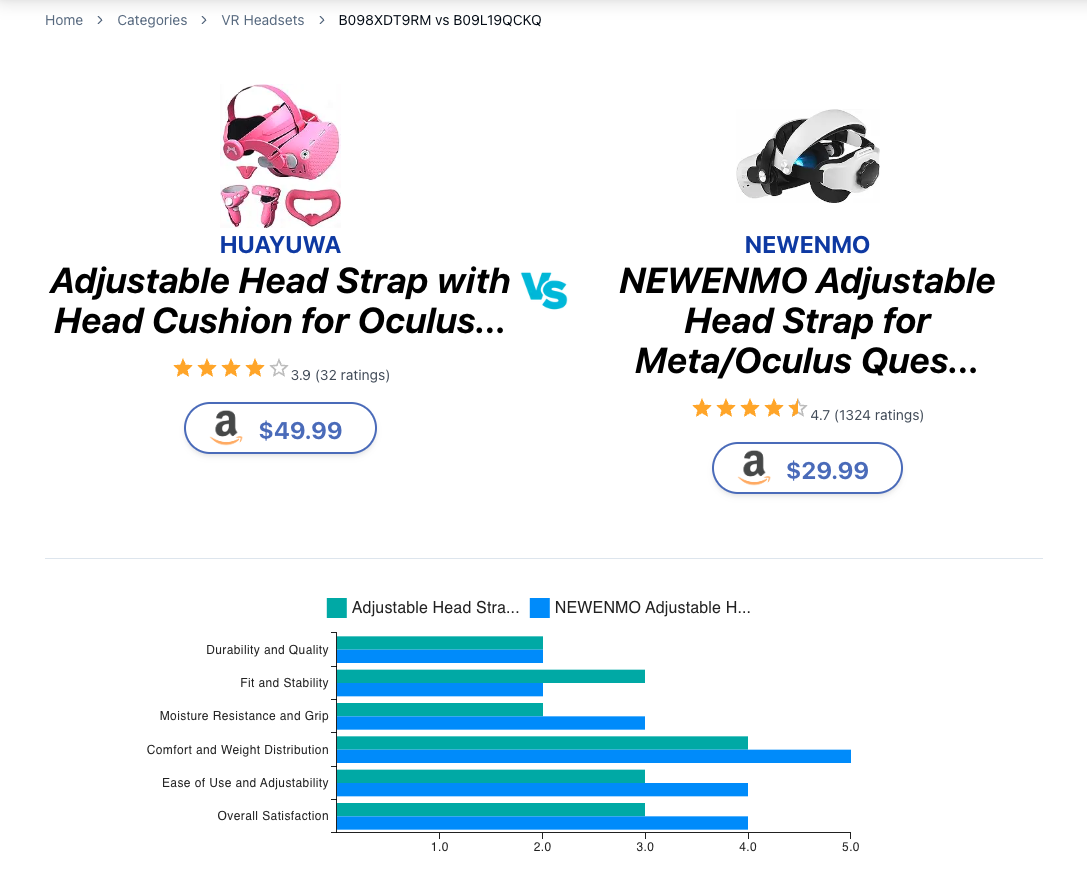 Home > Categories > VR Headsets > B098XDT9RM vs B09L19QCKQ
HUAYUWA
Adjustable Head Strap with
Head Cushion for Oculus...
3.9 (32 ratings)
a $49.99
VS
NEWENMO
NEWENMO Adjustable
Head Strap for
Meta/Oculus Ques...
4.7 (1324 ratings)
a $29.99
Adjustable Head Stra... NEWENMO Adjustable H...
Durability and Quality
Fit and Stability
Moisture Resistance and Grip
Comfort and Weight Distribution
Ease of Use and Adjustability
Overall Satisfaction
1.0 2.0 3.0 4.0 5.0